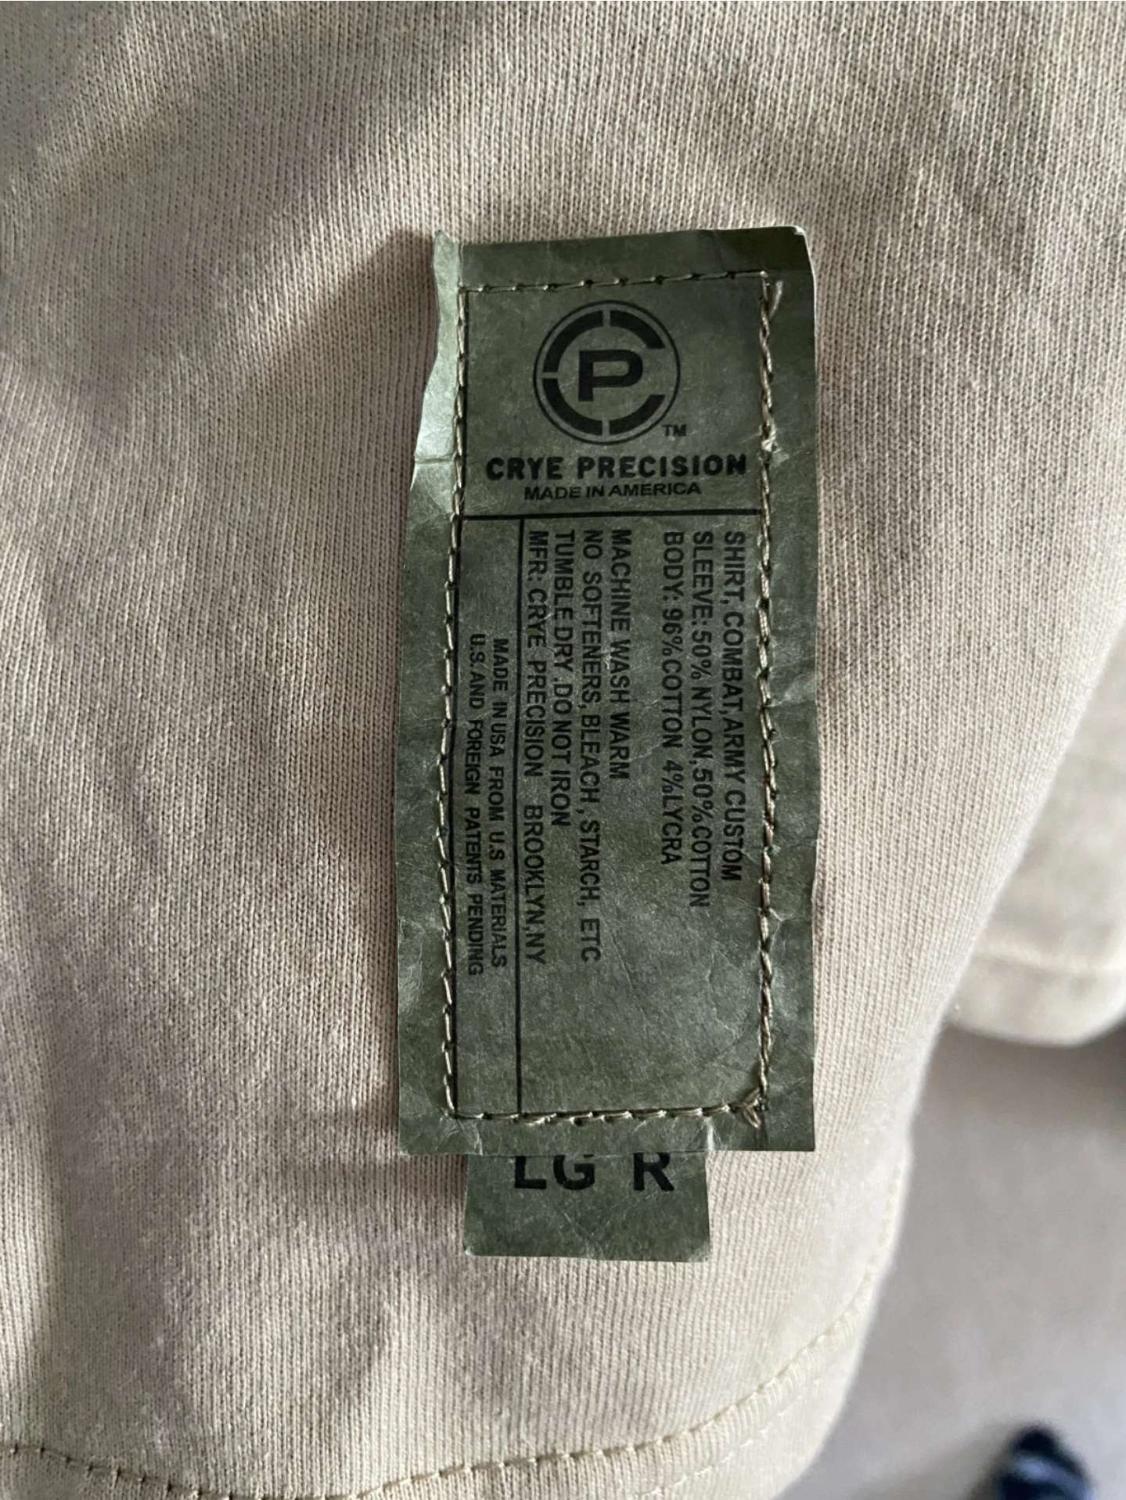 P
TM
CRYE PRECISION
MADE IN AMERICA
SHIRT, COMBAT, ARMY CUSTOM
SLEEVE: 50% NYLON, 50% COTTON
BODY: 96% COTTON 4% LYCRA
MACHINE WASH WARM
NO SOFTENERS, BLEACH, STARCH, ETC
TUMBLE DRY, DO NOT IRON
MFR: CRYE PRECISION BROOKLYN, NY
MADE IN USA FROM U.S MATERIALS
U.S. AND FOREIGN PATENTS PENDING
LG R